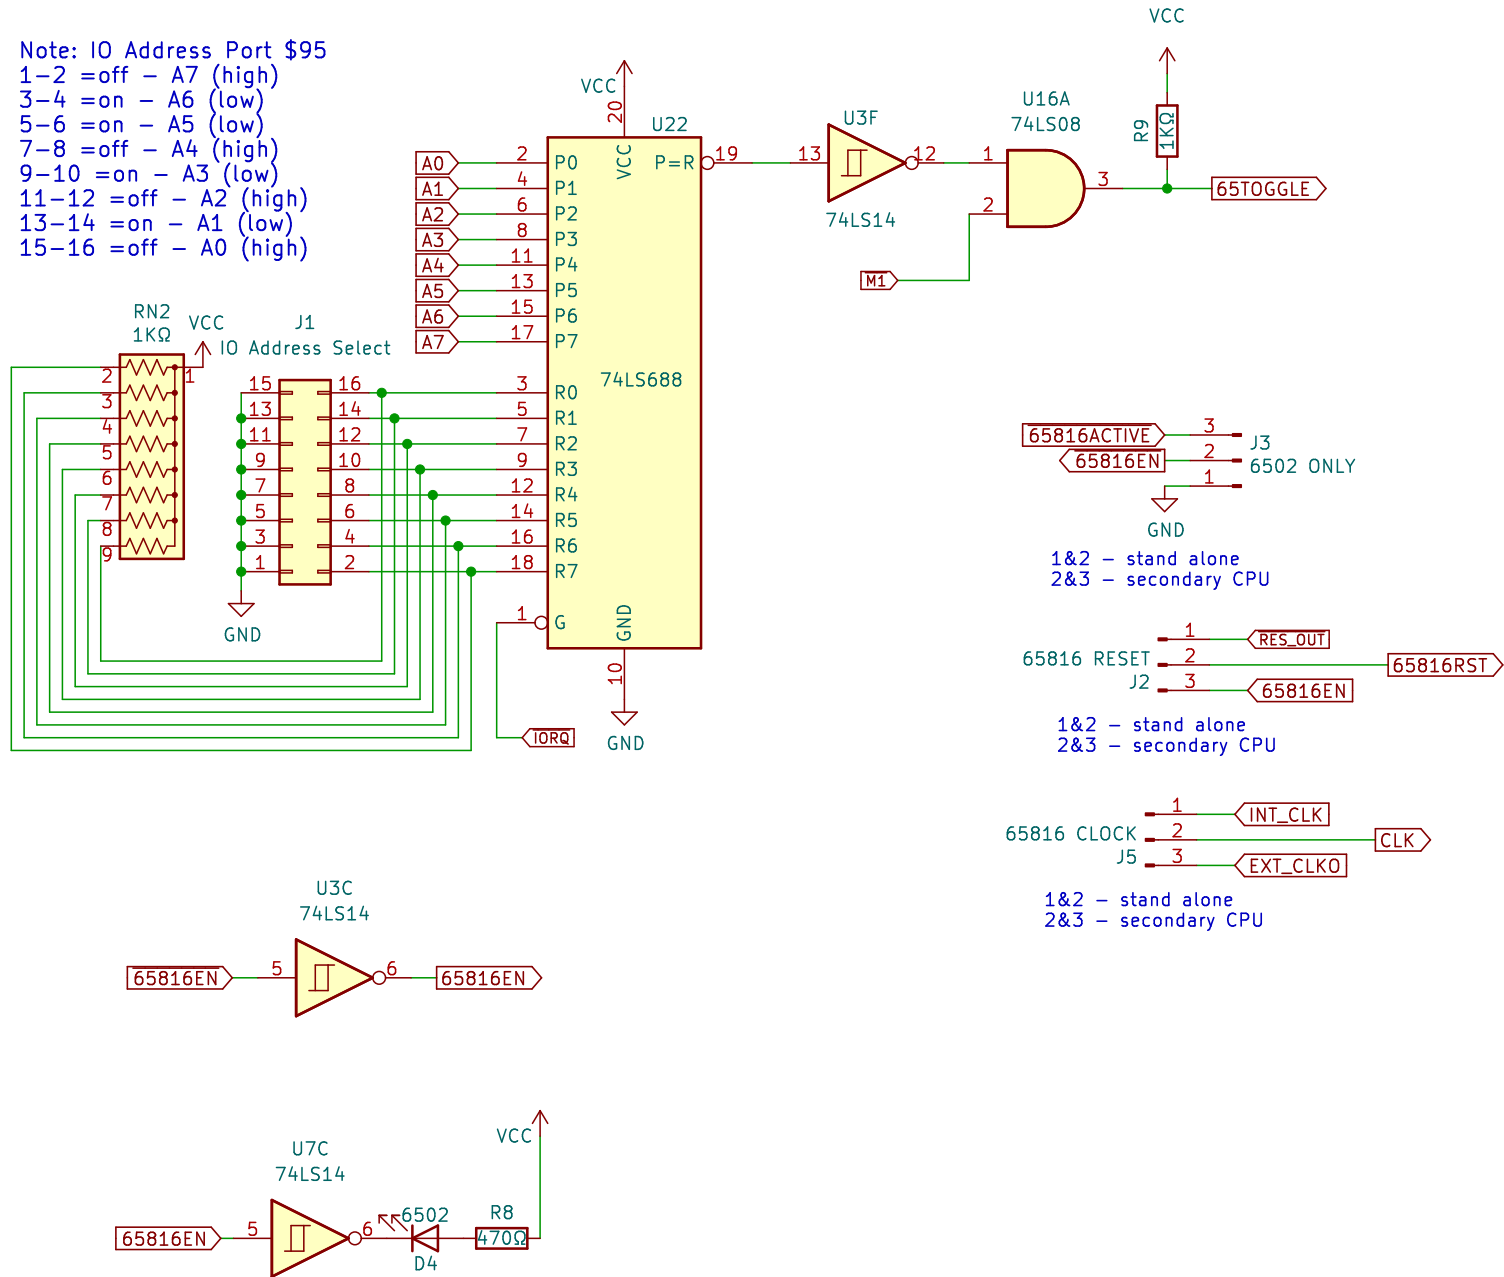 Note: IO Address Port $95
1-2 =off - A7 (high)
3-4 =on - A6 (low)
5-6 =on - A5 (low)
7-8 =off - A4 (high)
9-10 =on - A3 (low)
11-12 =off - A2 (high)
13-14 =on - A1 (low)
15-16 =off - A0 (high)
RN2
1KΩ
VCC
1
2
3
4
5
6
7
8
9
J1
IO Address Select
15 16
13 14
11 12
9 10
7 8
5 6
3 4
1 2
GND
VCC
20
U22
VCC
A0 2 P0
A1 4 P1
A2 6 P2
A3 8 P3
A4 11 P4
A5 13 P5
A6 15 P6
A7 17 P7
74LS688
3 R0
5 R1
7 R2
9 R3
12 R4
14 R5
16 R6
18 R7
1 G
GND
10
GND
IORQ
P=R 19
U3F
13 12
74LS14
U16A
74LS08
1
2
3
M1
VCC
R9
1KΩ
65TOGGLE
65816ACTIVE 3
65816EN 2
1
J3
6502 ONLY
GND
1&2 - stand alone
2&3 - secondary CPU
1 RES_OUT
65816 RESET 2 65816RST
J2 3 65816EN
1&2 - stand alone
2&3 - secondary CPU
1 INT_CLK
65816 CLOCK 2 CLK
J5 3 EXT_CLKO
1&2 - stand alone
2&3 - secondary CPU
U3C
74LS14
65816EN 5 6 65816EN
U7C
74LS14
65816EN 5 6
6502
D4
R8
470Ω
VCC